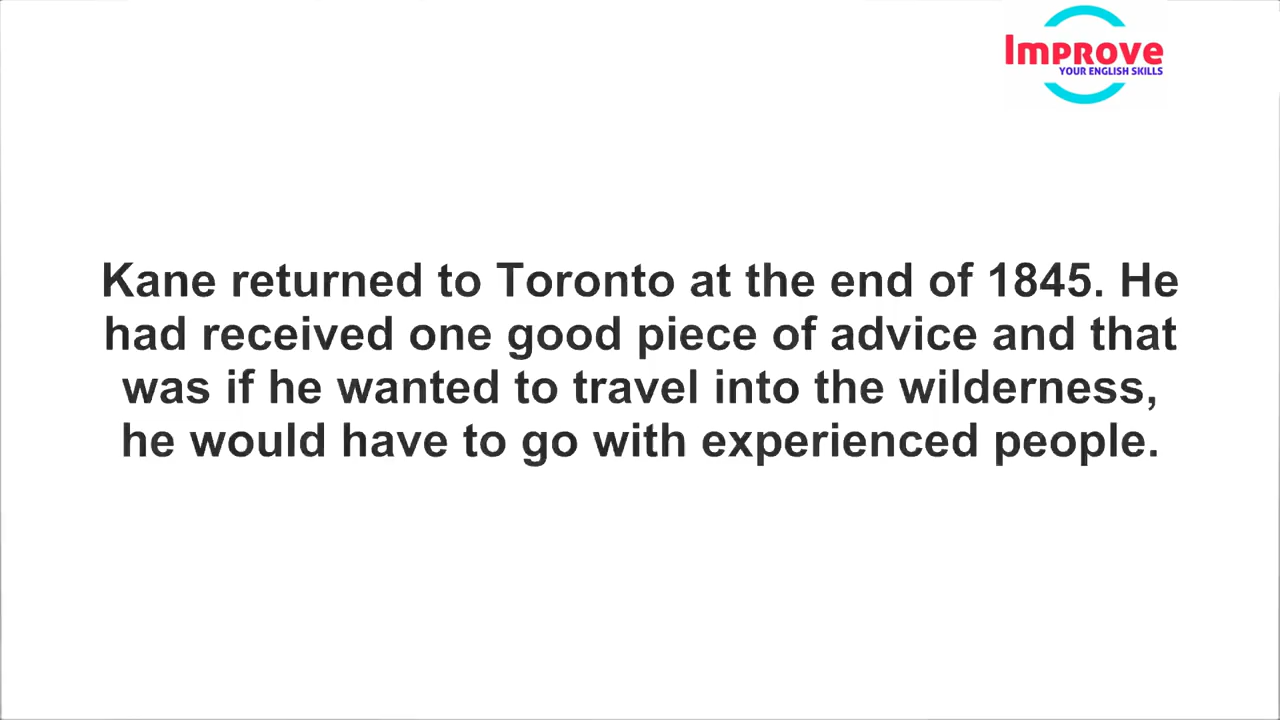 Improve
YOUR ENGLISH SKILLS
Kane returned to Toronto at the end of 1845. He
had received one good piece of advice and that
was if he wanted to travel into the wilderness,
he would have to go with experienced people.